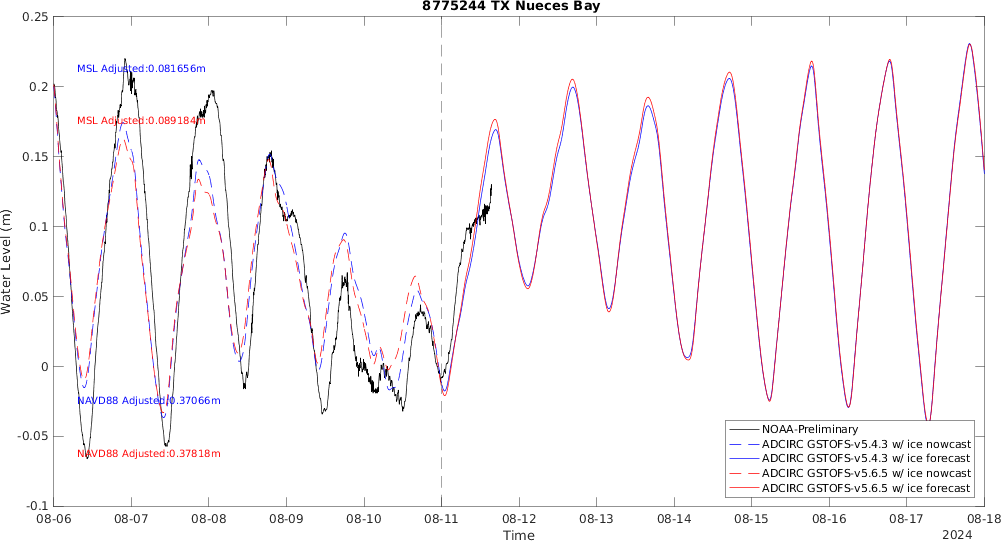 8775244 TX Nueces Bay
0.25
0.2
0.15
0.1
0.05
0
-0.05
-0.1
Water Level (m)
MSL Adjusted:0.081656m
MSL Adjusted:0.089184m
NAVD88 Adjusted:0.37066m
NAVD88 Adjusted:0.37818m
NOAA-Preliminary
ADCIRC GSTOFS-v5.4.3 w/ ice nowcast
ADCIRC GSTOFS-v5.4.3 w/ ice forecast
ADCIRC GSTOFS-v5.6.5 w/ ice nowcast
ADCIRC GSTOFS-v5.6.5 w/ ice forecast
08-06 08-07 08-08 08-09 08-10 08-11 08-12 08-13 08-14 08-15 08-16 08-17 08-18
Time
2024